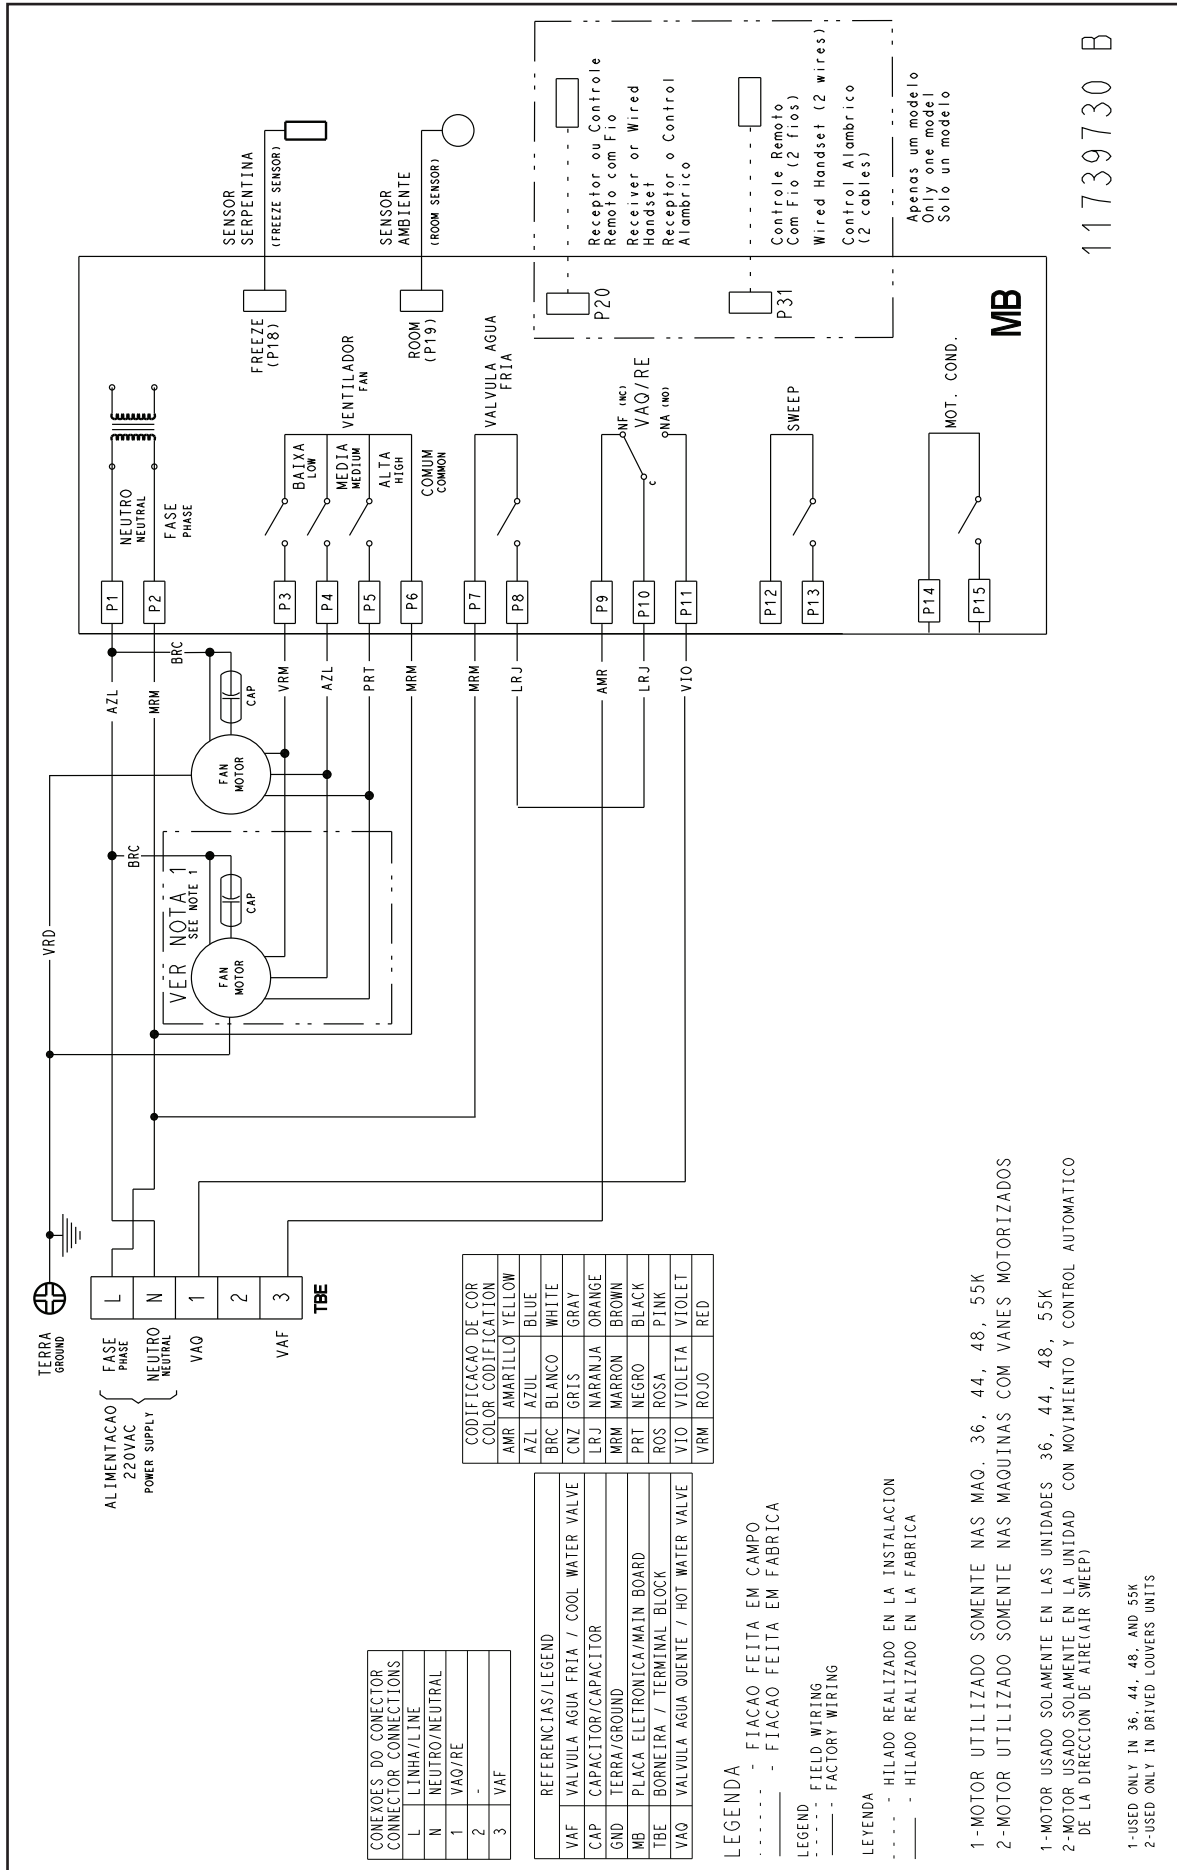 TERRA
GROUND
ALIMENTACAO
220VAC
POWER SUPPLY
FASE
PHASE
NEUTRO
NEUTRAL
VAQ
VAF
L
N
1
2
3
TBE
VRD
AZL
MRM
BRC
BRC
CAP
CAP
FAN
MOTOR
FAN
MOTOR
VER NOTA 1
SEE NOTE 1
VRM
AZL
PRT
MRM
MRM
LRJ
AMR
LRJ
VIO
P1
P2
P3
P4
P5
P6
P7
P8
P9
P10
P11
P12
P13
P14
P15
NEUTRO
NEUTRAL
FASE
PHASE
BAIXA
LOW
MEDIA
MEDIUM
ALTA
HIGH
COMUM
COMMON
VENTILADOR
FAN
VALVULA AGUA
FRIA
NF (NC)
VAQ/RE
NA (NO)
C
SWEEP
MOT. COND.
MB
FREEZE
(P18)
ROOM
(P19)
P20
P31
SENSOR
SERPENTINA
(FREEZE SENSOR)
SENSOR
AMBIENTE
(ROOM SENSOR)
Receptor ou Controle
Remoto com Fio
Receiver or Wired
Handset
Receptor o Control
Alambrico
Controle Remoto
Com Fio (2 fios)
Wired Handset (2 wires)
Control Alambrico
(2 cables)
Apenas um modelo
Only one model
Solo un modelo
11739730 B
CONEXOES DO CONECTOR
CONNECTOR CONNECTIONS
L LINHA/LINE
N NEUTRO/NEUTRAL
1 VAQ/RE
2 -
3 VAF
CODIFICACAO DE COR
COLOR CODIFICATION
AMR AMARILLO YELLOW
AZL AZUL BLUE
BRC BLANCO WHITE
CNZ GRIS GRAY
LRJ NARANJA ORANGE
MRM MARRON BROWN
PRT NEGRO BLACK
ROS ROSA PINK
VIO VIOLETA VIOLET
VRM ROJO RED
REFERENCIAS/LEGEND
VAF VALVULA AGUA FRIA / COOL WATER VALVE
CAP CAPACITOR/CAPACITOR
GND TERRA/GROUND
MB PLACA ELETRONICA/MAIN BOARD
TBE BORNEIRA / TERMINAL BLOCK
VAQ VALVULA AGUA QUENTE / HOT WATER VALVE
LEGENDA
- FIACAO FEITA EM CAMPO
- FIACAO FEITA EM FABRICA
LEGEND
- FIELD WIRING
- FACTORY WIRING
LEYENDA
- HILADO REALIZADO EN LA INSTALACION
- HILADO REALIZADO EN LA FABRICA
1-MOTOR UTILIZADO SOMENTE NAS MAQ. 36, 44, 48, 55K
2-MOTOR UTILIZADO SOMENTE NAS MAQUINAS COM VANES MOTORIZADOS
1-MOTOR USADO SOLAMENTE EN LAS UNIDADES 36, 44, 48, 55K
2-MOTOR USADO SOLAMENTE EN LA UNIDAD CON MOVIMIENTO Y CONTROL AUTOMATICO
DE LA DIRECCION DE AIRE(AIR SWEEP)
1-USED ONLY IN 36, 44, 48, AND 55K
2-USED ONLY IN DRIVED LOUVERS UNITS